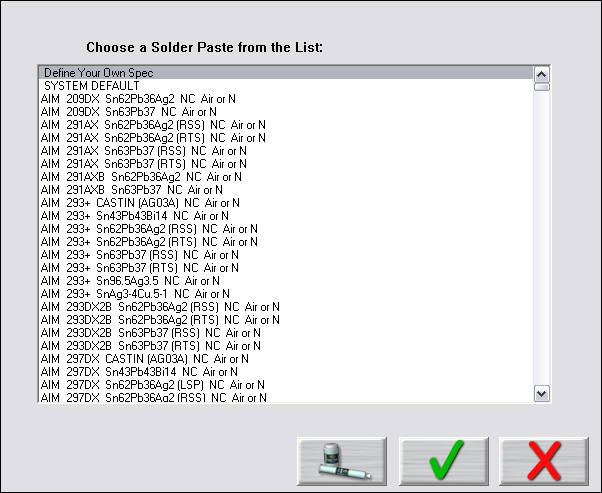 Choose a Solder Paste from the List:
Define Your Own Spec
SYSTEM DEFAULT
AIM 209DX Sn62Pb36Ag2 NC Air or N
AIM 209DX Sn63Pb37 NC Air or N
AIM 291AX Sn62Pb36Ag2 (RSS) NC Air or N
AIM 291AX Sn62Pb36Ag2 (RTS) NC Air or N
AIM 291AX Sn63Pb37 (RSS) NC Air or N
AIM 291AX Sn63Pb37 (RTS) NC Air or N
AIM 291AXB Sn62Pb36Ag2 NC Air or N
AIM 291AXB Sn63Pb37 NC Air or N
AIM 293+ CASTIN (AG03A) NC Air or N
AIM 293+ Sn43Pb43Bi14 NC Air or N
AIM 293+ Sn62Pb36Ag2 (RSS) NC Air or N
AIM 293+ Sn62Pb36Ag2 (RTS) NC Air or N
AIM 293+ Sn63Pb37 (RSS) NC Air or N
AIM 293+ Sn63Pb37 (RTS) NC Air or N
AIM 293+ Sn96.5Ag3.5 NC Air or N
AIM 293+ SnAg3-4Cu.5-1 NC Air or N
AIM 293DX2B Sn62Pb36Ag2 (RSS) NC Air or N
AIM 293DX2B Sn62Pb36Ag2 (RTS) NC Air or N
AIM 293DX2B Sn63Pb37 (RSS) NC Air or N
AIM 293DX2B Sn63Pb37 (RTS) NC Air or N
AIM 297DX CASTIN (AG03A) NC Air or N
AIM 297DX Sn43Pb43Bi14 NC Air or N
AIM 297DX Sn62Pb36Ag2 (LSP) NC Air or N
AIM 297DX Sn62Pb36Ag2 (RSS) NC Air or N